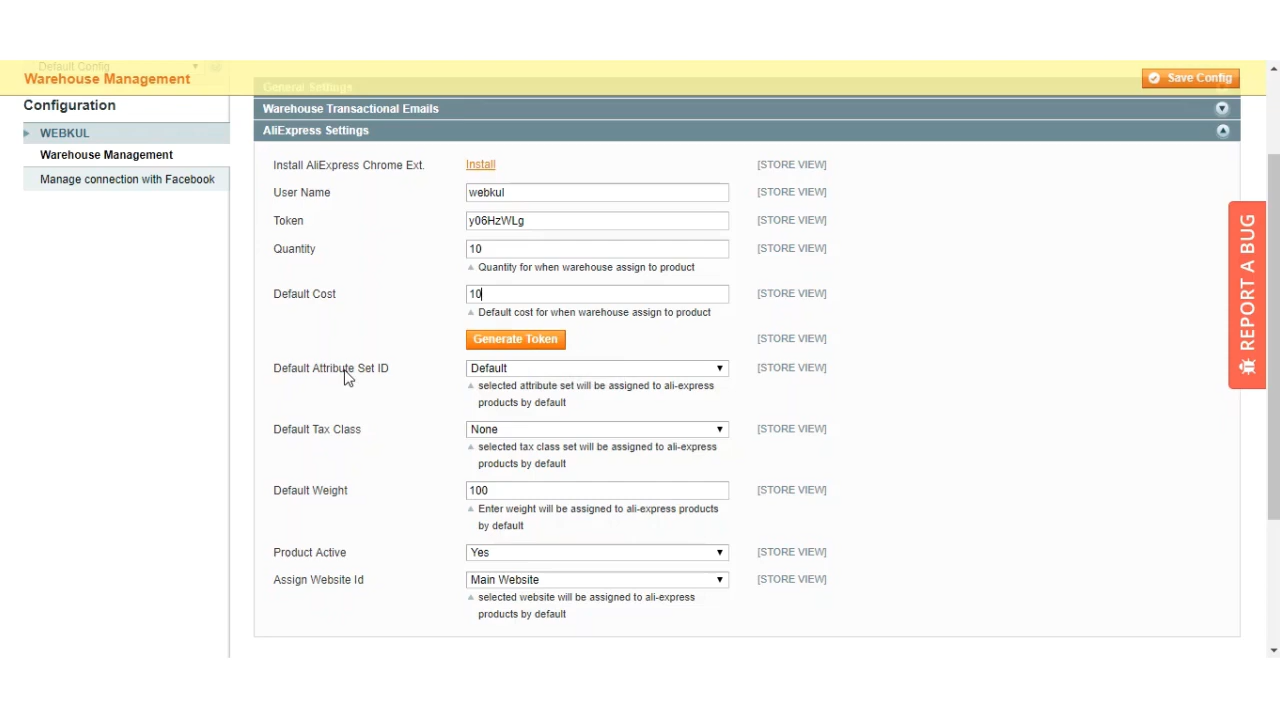 Default Config
Warehouse Management
Save Config
Configuration
General Settings
WEBKUL
Warehouse Transactional Emails
Warehouse Management
AliExpress Settings
Manage connection with Facebook
Install AliExpress Chrome Ext. Install [STORE VIEW]
User Name webkul [STORE VIEW]
Token y06HzWLg [STORE VIEW]
Quantity 10 [STORE VIEW]
Quantity for when warehouse assign to product
Default Cost 10 [STORE VIEW]
Default cost for when warehouse assign to product
Generate Token [STORE VIEW]
Default Attribute Set ID Default [STORE VIEW]
selected attribute set will be assigned to ali-express
products by default
Default Tax Class None [STORE VIEW]
selected tax class set will be assigned to ali-express
products by default
Default Weight 100 [STORE VIEW]
Enter weight will be assigned to ali-express products
by default
Product Active Yes [STORE VIEW]
Assign Website Id Main Website [STORE VIEW]
selected website will be assigned to ali-express
products by default
REPORT A BUG